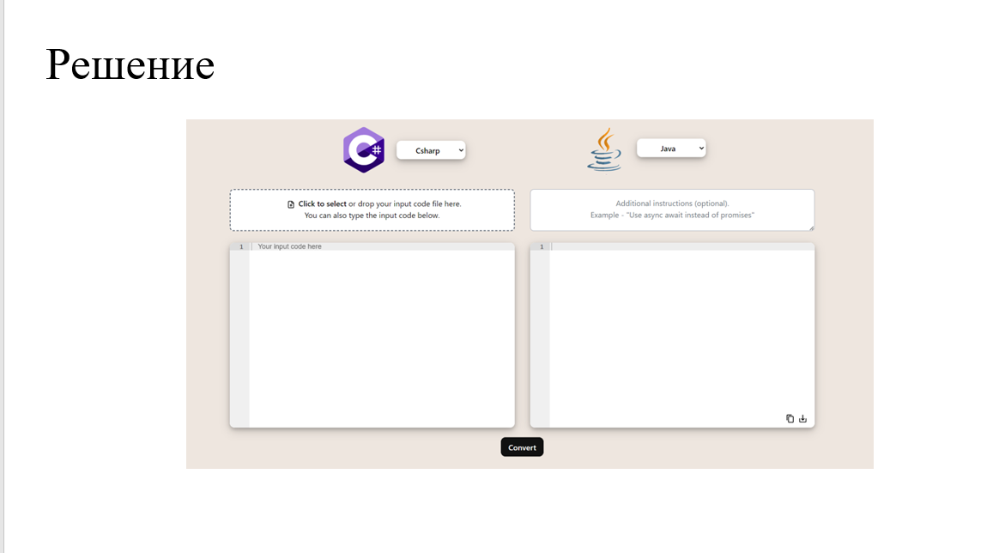 Решение
C#
Csharp
Java
Click to select or drop your input code file here.
You can also type the input code below.
Additional instructions (optional).
Example - "Use async await instead of promises"
1 Your input code here
1
Convert